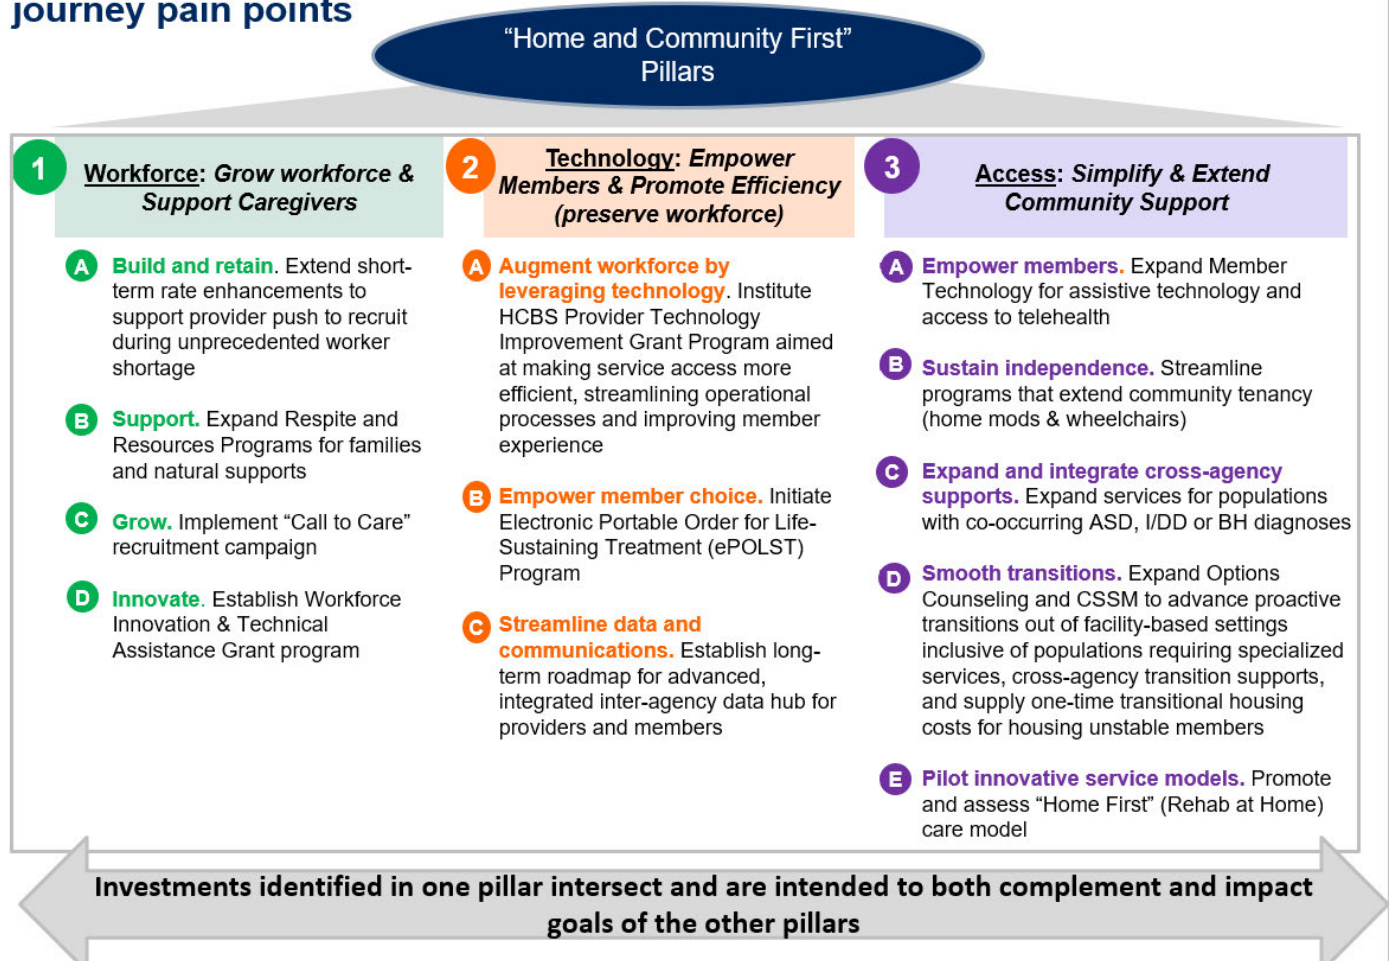 journey pain points
“Home and Community First”
Pillars
1
Workforce: Grow workforce &
Support Caregivers
A
Build and retain. Extend short-
term rate enhancements to
support provider push to recruit
during unprecedented worker
shortage
B
Support. Expand Respite and
Resources Programs for families
and natural supports
C
Grow. Implement “Call to Care”
recruitment campaign
D
Innovate. Establish Workforce
Innovation & Technical
Assistance Grant program
2
Technology: Empower
Members & Promote Efficiency
(preserve workforce)
A
Augment workforce by
leveraging technology. Institute
HCBS Provider Technology
Improvement Grant Program aimed
at making service access more
efficient, streamlining operational
processes and improving member
experience
B
Empower member choice. Initiate
Electronic Portable Order for Life-
Sustaining Treatment (ePOLST)
Program
C
Streamline data and
communications. Establish long-
term roadmap for advanced,
integrated inter-agency data hub for
providers and members
3
Access: Simplify & Extend
Community Support
A
Empower members. Expand Member
Technology for assistive technology and
access to telehealth
B
Sustain independence. Streamline
programs that extend community tenancy
(home mods & wheelchairs)
C
Expand and integrate cross-agency
supports. Expand services for populations
with co-occurring ASD, I/DD or BH diagnoses
D
Smooth transitions. Expand Options
Counseling and CSSM to advance proactive
transitions out of facility-based settings
inclusive of populations requiring specialized
services, cross-agency transition supports,
and supply one-time transitional housing
costs for housing unstable members
E
Pilot innovative service models. Promote
and assess “Home First” (Rehab at Home)
care model
Investments identified in one pillar intersect and are intended to both complement and impact
goals of the other pillars